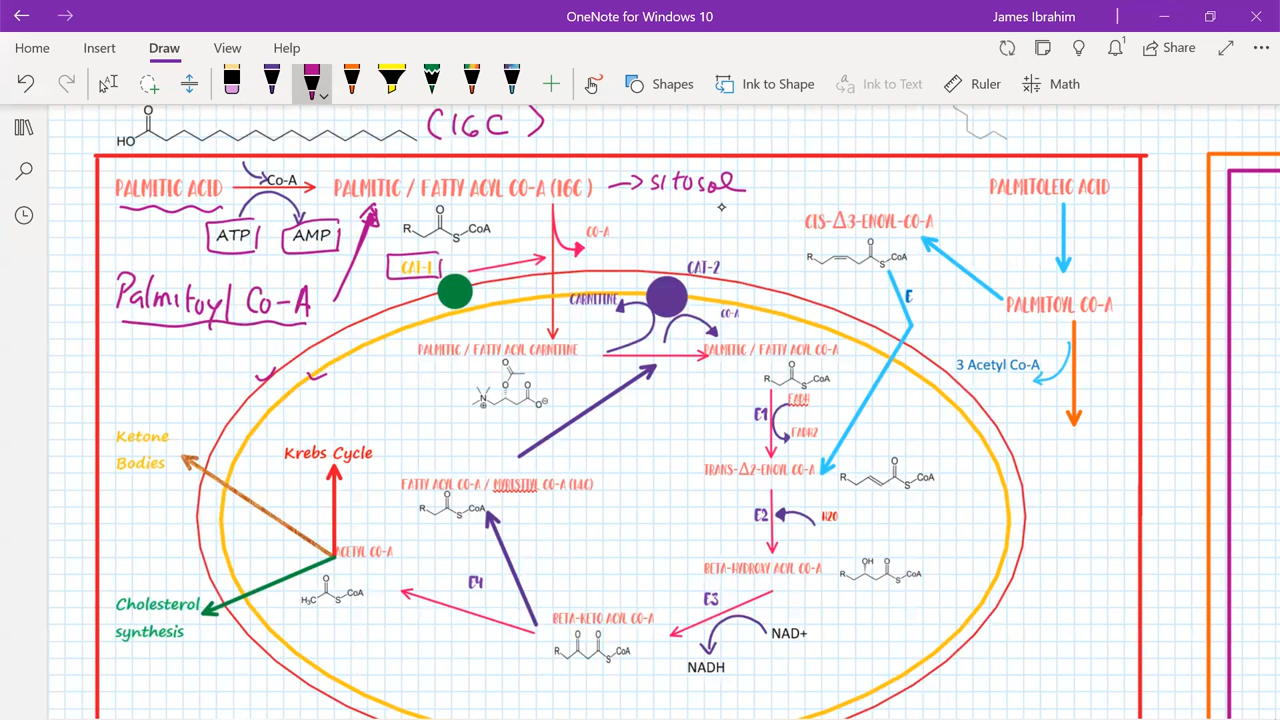 OneNote for Windows 10
James Ibrahim
Home Insert Draw View Help
1
Share
Shapes
Ink to Shape
Ink to Text
Ruler
Math
HO
O
(16C)
PALMITIC ACID
Co-A
PALMITIC / FATTY ACYL CO-A (16C)
→ sitosol
PALMITOLEIC ACID
ATP
AMP
R O S CoA
CO-A
CIS-Δ3-ENOYL-CO-A
R O S CoA
CAT-1
CAT-2
Palmitoyl Co-A
CARNITINE
CO-A
E
PALMITOYL CO-A
PALMITIC / FATTY ACYL CARNITINE
PALMITIC / FATTY ACYL CO-A
3 Acetyl Co-A
O O N⊕ O O⊖
R O S CoA
E1
FADH
FADH2
Ketone
Bodies
Krebs Cycle
TRANS-Δ2-ENOYL CO-A
R O S CoA
FATTY ACYL CO-A / MYRISTYL CO-A (14C)
R O S CoA
E2
H2O
ACETYL CO-A
H3C O S CoA
BETA-HYDROXY ACYL CO-A
R OH O S CoA
E4
E3
Cholesterol
synthesis
BETA-KETO ACYL CO-A
R O O S CoA
NAD+
NADH